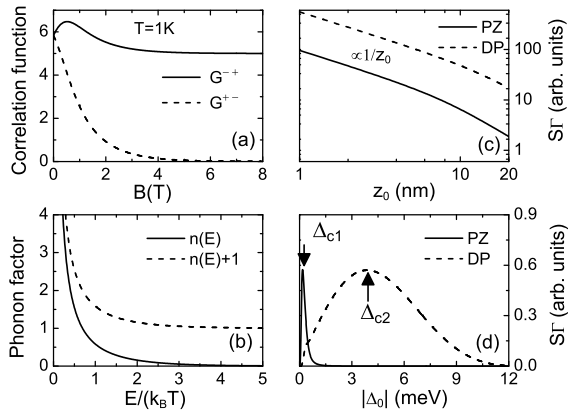 Correlation function
6
4
2
0
T=1K
G⁻⁺
G⁺⁻
(a)
0 2 4 6 8
B(T)
PZ
DP
∝1/z₀
(c)
100
10
1
SΓ (arb. units)
1 10 20
z₀ (nm)
Phonon factor
4
3
2
1
0
n(E)
n(E)+1
(b)
0 1 2 3 4 5
E/(k_BT)
Δ_c1
PZ
DP
Δ_c2
(d)
0.9
0.6
0.3
0.0
SΓ (arb. units)
0 3 6 9 12
|Δ₀| (meV)